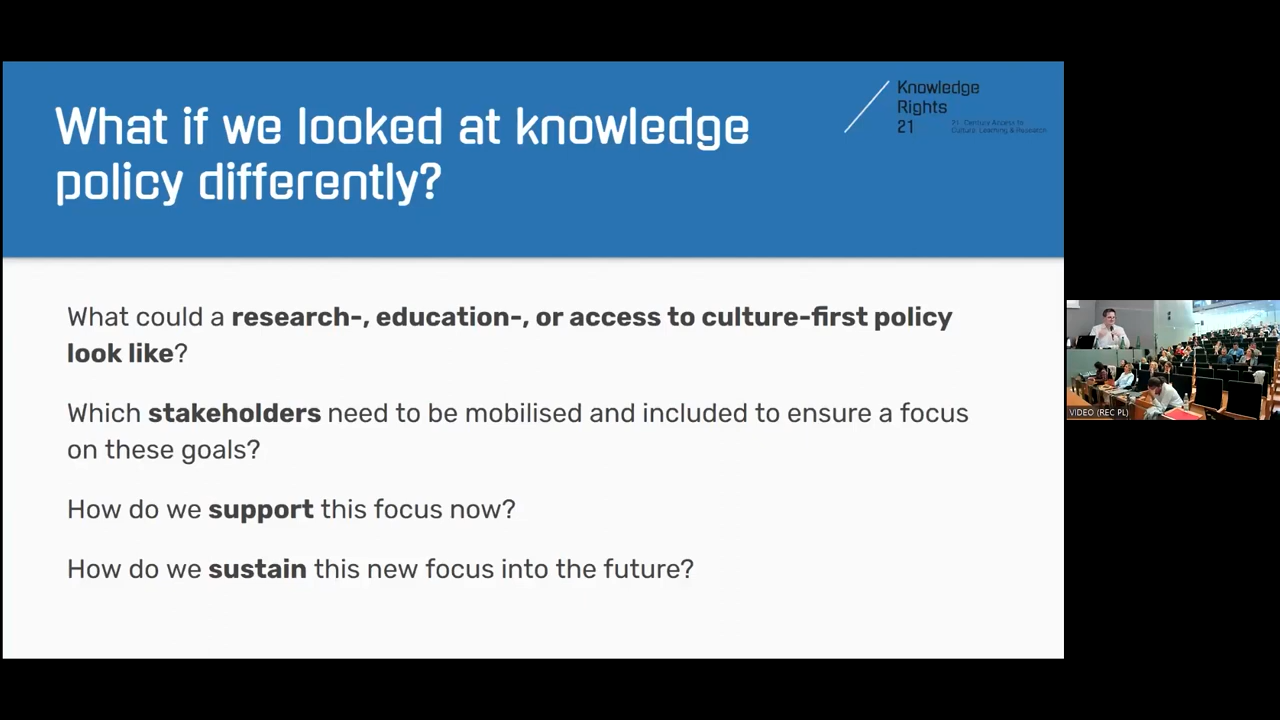 What if we looked at knowledge
policy differently?
Knowledge
Rights
21
21st Century Access to
Culture, Learning & Research
What could a research-, education-, or access to culture-first policy
look like?
Which stakeholders need to be mobilised and included to ensure a focus
on these goals?
How do we support this focus now?
How do we sustain this new focus into the future?
VIDEO (REC PL)